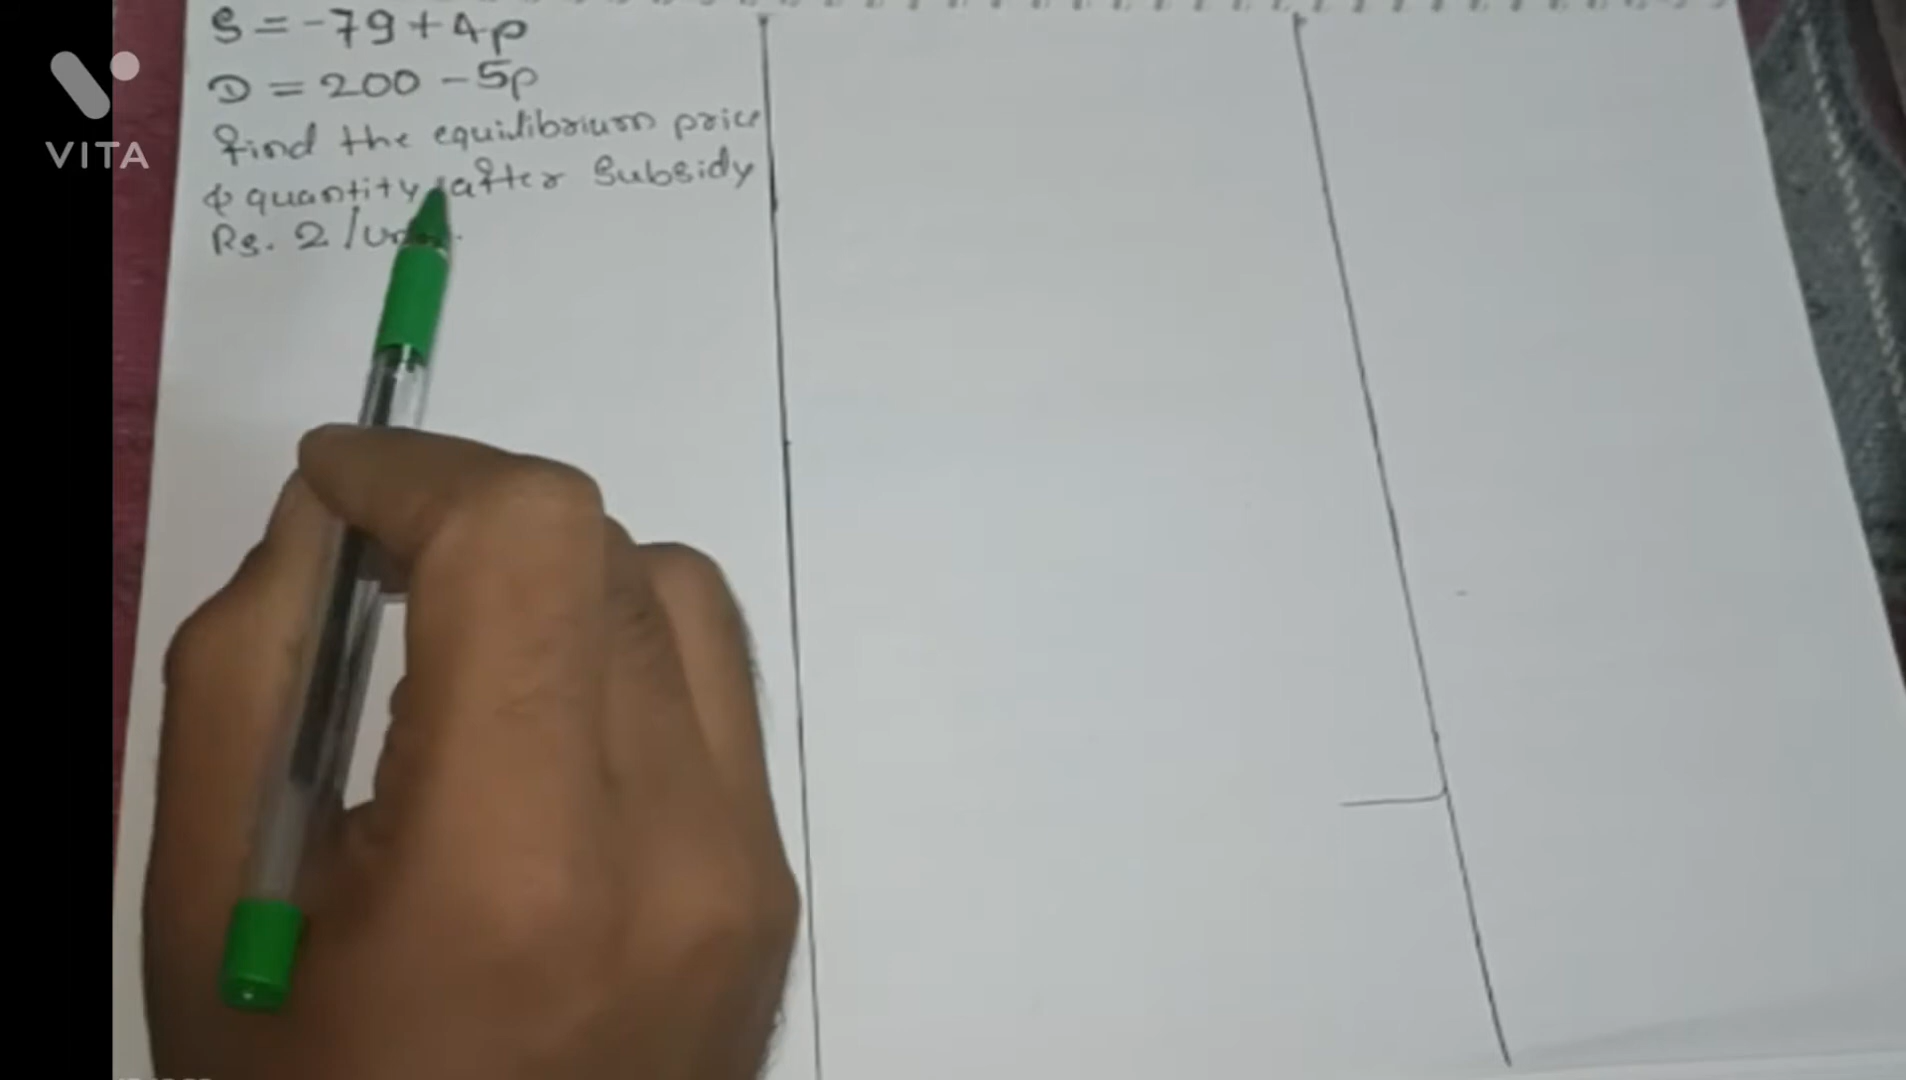 VITA
S = -79 + 4p
D = 200 - 5p
find the equilibrium price
& quantity after subsidy
Rs. 2 /